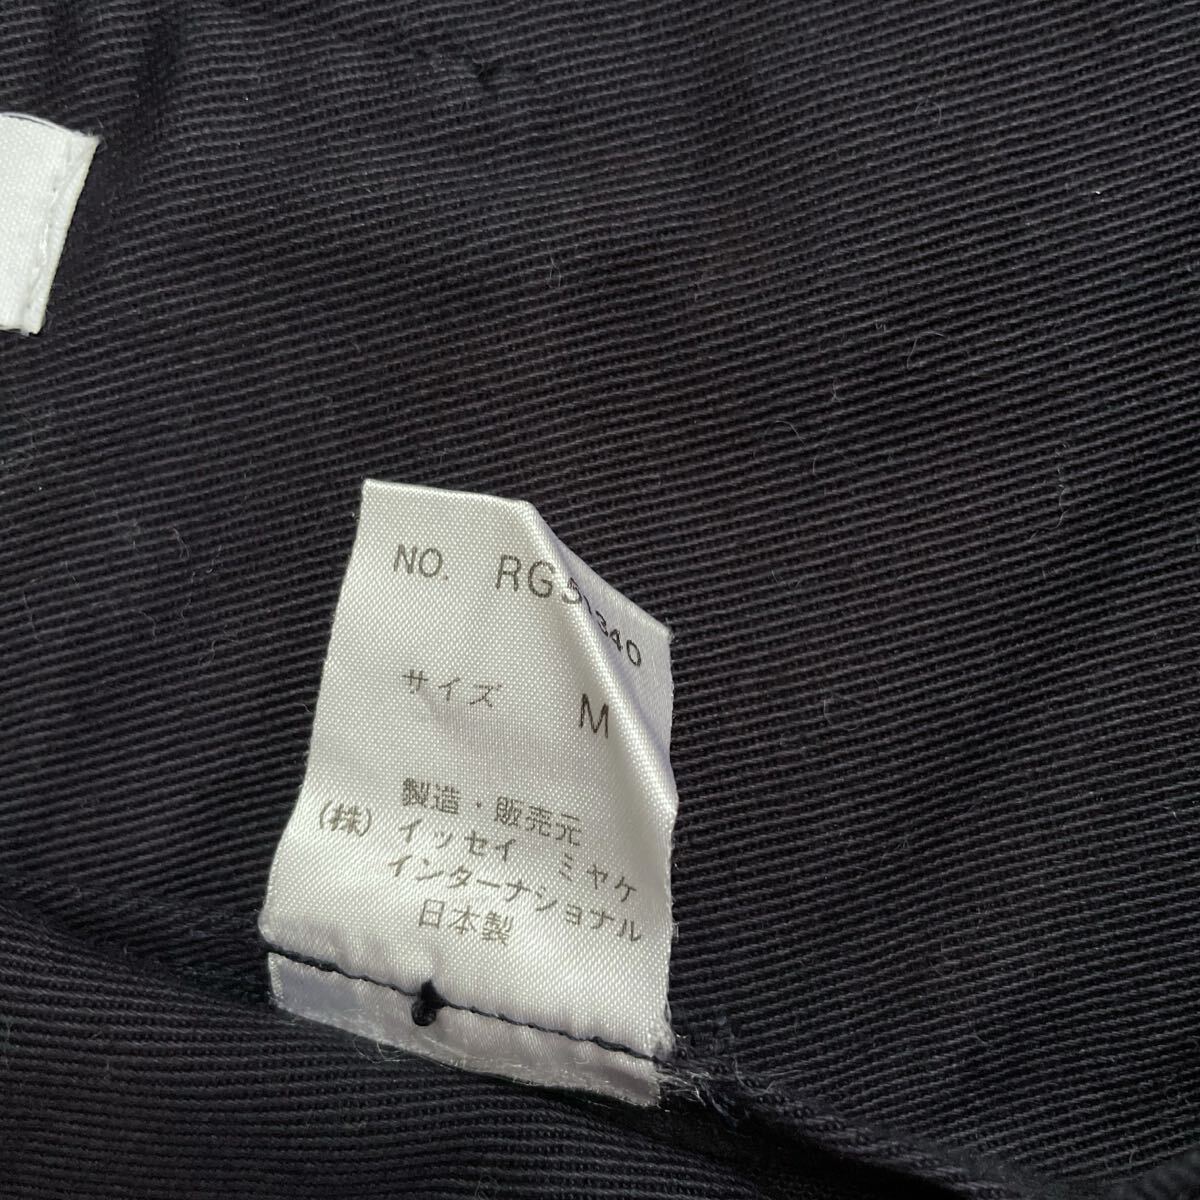 NO. RG51340
サイズ M
製造・販売元
(株)イッセイ ミヤケ
インターナショナル
日本製